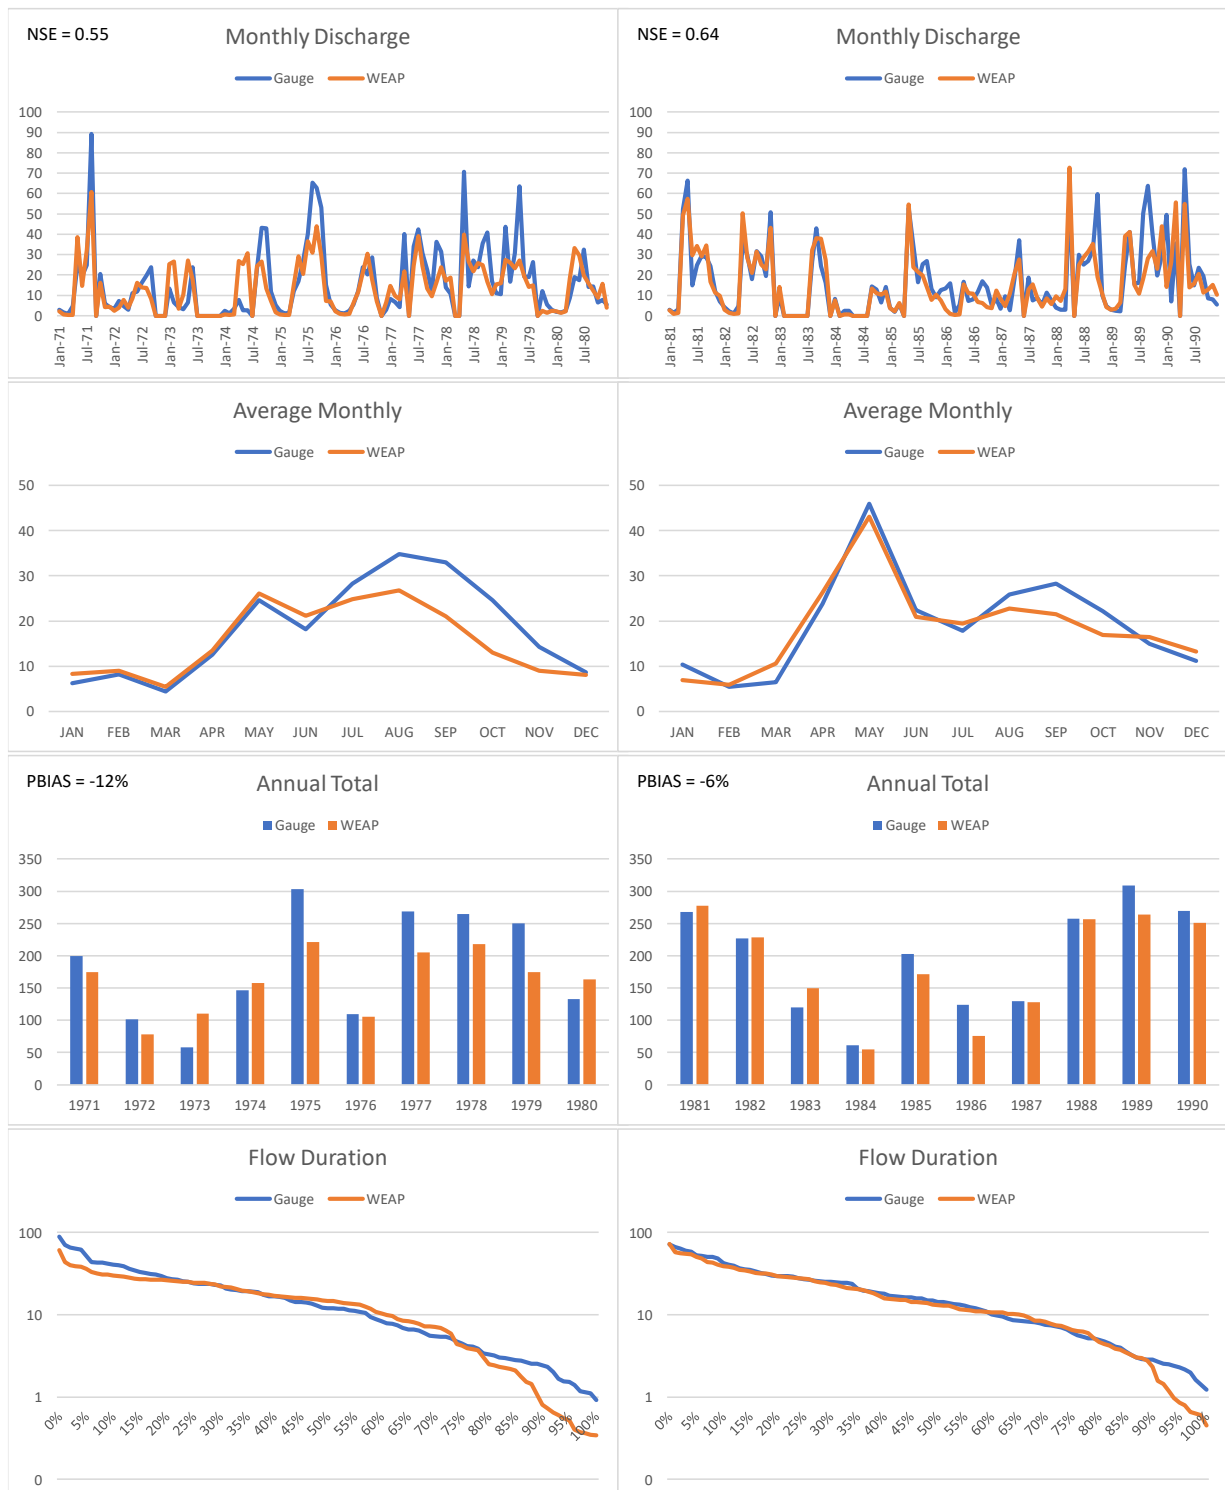 NSE = 0.55
Monthly Discharge
Gauge WEAP
100
90
80
70
60
50
40
30
20
10
0
Jan-71 Jul-71 Jan-72 Jul-72 Jan-73 Jul-73 Jan-74 Jul-74 Jan-75 Jul-75 Jan-76 Jul-76 Jan-77 Jul-77 Jan-78 Jul-78 Jan-79 Jul-79 Jan-80 Jul-80
NSE = 0.64
Monthly Discharge
Gauge WEAP
100
90
80
70
60
50
40
30
20
10
0
Jan-81 Jul-81 Jan-82 Jul-82 Jan-83 Jul-83 Jan-84 Jul-84 Jan-85 Jul-85 Jan-86 Jul-86 Jan-87 Jul-87 Jan-88 Jul-88 Jan-89 Jul-89 Jan-90 Jul-90
Average Monthly
Gauge WEAP
50
40
30
20
10
0
JAN FEB MAR APR MAY JUN JUL AUG SEP OCT NOV DEC
Average Monthly
Gauge WEAP
50
40
30
20
10
0
JAN FEB MAR APR MAY JUN JUL AUG SEP OCT NOV DEC
PBIAS = -12%
Annual Total
Gauge WEAP
350
300
250
200
150
100
50
0
1971 1972 1973 1974 1975 1976 1977 1978 1979 1980
PBIAS = -6%
Annual Total
Gauge WEAP
350
300
250
200
150
100
50
0
1981 1982 1983 1984 1985 1986 1987 1988 1989 1990
Flow Duration
Gauge WEAP
100
10
1
0% 5% 10% 15% 20% 25% 30% 35% 40% 45% 50% 55% 60% 65% 70% 75% 80% 85% 90% 95% 100%
0
Flow Duration
Gauge WEAP
100
10
1
0% 5% 10% 15% 20% 25% 30% 35% 40% 45% 50% 55% 60% 65% 70% 75% 80% 85% 90% 95% 100%
0